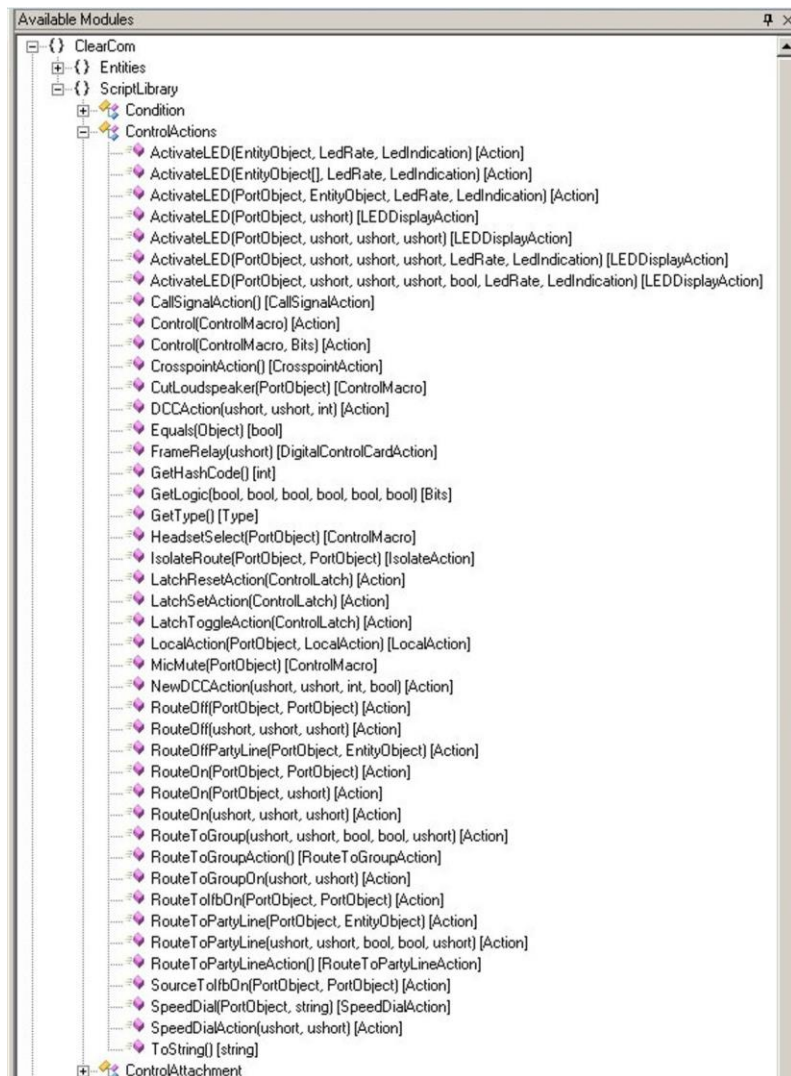 Available Modules
{} ClearCom
{} Entities
{} ScriptLibrary
Condition
ControlActions
ActivateLED(EntityObject, LedRate, LedIndication) [Action]
ActivateLED(EntityObject[], LedRate, LedIndication) [Action]
ActivateLED(PortObject, EntityObject, LedRate, LedIndication) [Action]
ActivateLED(PortObject, ushort) [LEDDisplayAction]
ActivateLED(PortObject, ushort, ushort, ushort) [LEDDisplayAction]
ActivateLED(PortObject, ushort, ushort, ushort, LedRate, LedIndication) [LEDDisplayAction]
ActivateLED(PortObject, ushort, ushort, ushort, bool, LedRate, LedIndication) [LEDDisplayAction]
CallSignalAction() [CallSignalAction]
Control(ControlMacro) [Action]
Control(ControlMacro, Bits) [Action]
CrosspointAction() [CrosspointAction]
CutLoudspeaker(PortObject) [ControlMacro]
DCCAction(ushort, ushort, int) [Action]
Equals(Object) [bool]
FrameRelay(ushort) [DigitalControlCardAction]
GetHashCode() [int]
GetLogic(bool, bool, bool, bool, bool, bool) [Bits]
GetType() [Type]
HeadsetSelect(PortObject) [ControlMacro]
IsolateRoute(PortObject, PortObject) [IsolateAction]
LatchResetAction(ControlLatch) [Action]
LatchSetAction(ControlLatch) [Action]
LatchToggleAction(ControlLatch) [Action]
LocalAction(PortObject, LocalAction) [LocalAction]
MicMute(PortObject) [ControlMacro]
NewDCCAction(ushort, ushort, int, bool) [Action]
RouteOff(PortObject, PortObject) [Action]
RouteOff(ushort, ushort, ushort) [Action]
RouteOffPartyLine(PortObject, EntityObject) [Action]
RouteOn(PortObject, PortObject) [Action]
RouteOn(PortObject, ushort) [Action]
RouteOn(ushort, ushort, ushort) [Action]
RouteToGroup(ushort, ushort, bool, bool, ushort) [Action]
RouteToGroupAction() [RouteToGroupAction]
RouteToGroupOn(ushort, ushort) [Action]
RouteToIfbOn(PortObject, PortObject) [Action]
RouteToPartyLine(PortObject, EntityObject) [Action]
RouteToPartyLine(ushort, ushort, bool, bool, ushort) [Action]
RouteToPartyLineAction() [RouteToPartyLineAction]
SourceToIfbOn(PortObject, PortObject) [Action]
SpeedDial(PortObject, string) [SpeedDialAction]
SpeedDialAction(ushort, ushort) [Action]
ToString() [string]
ControlAttachment